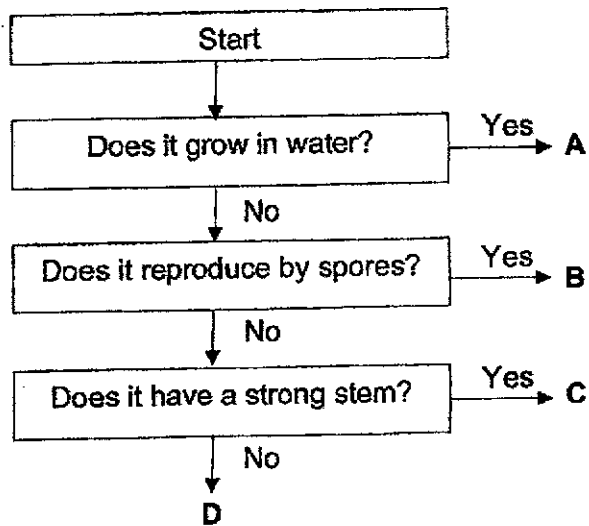 Start
Does it grow in water?
Yes
A
No
Does it reproduce by spores?
Yes
B
No
Does it have a strong stem?
Yes
C
No
D